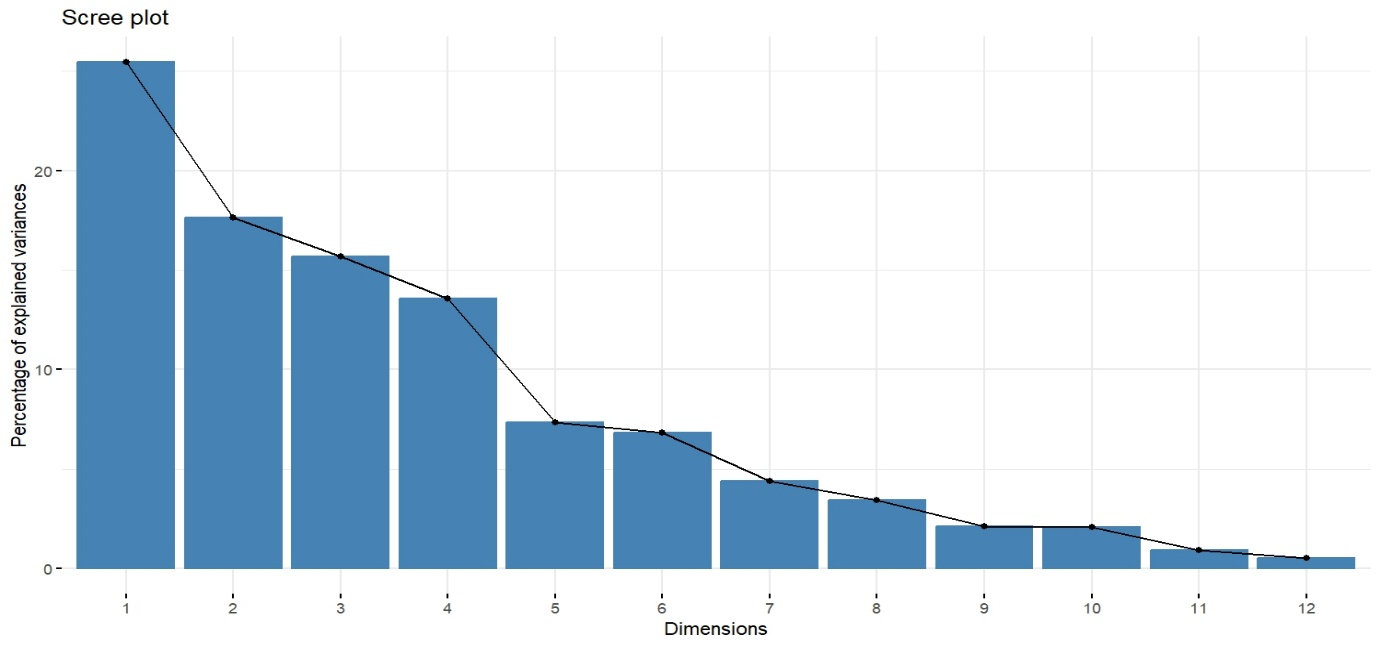 Scree plot
Percentage of explained variances
20
10
0
1 2 3 4 5 6 7 8 9 10 11 12
Dimensions